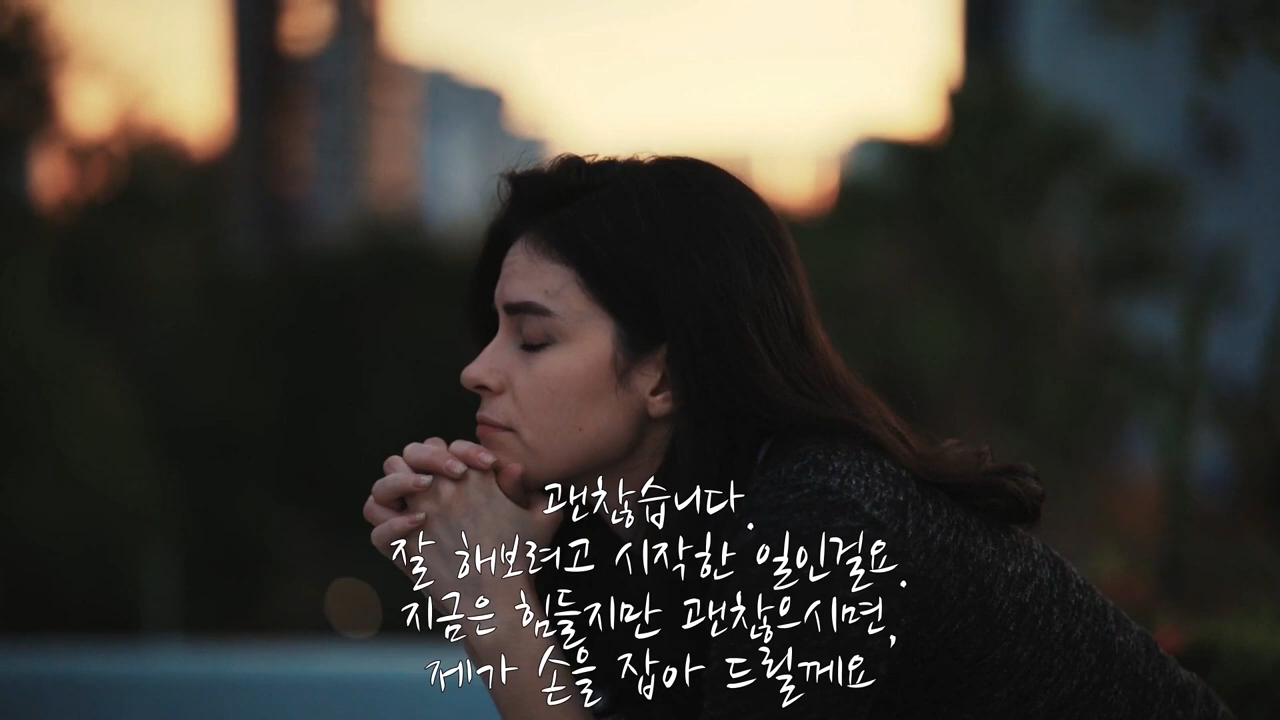 괜찮습니다.
잘 해보려고 시작한 일인걸요.
지금은 힘들지만 괜찮으시면,
제가 손을 잡아 드릴께요